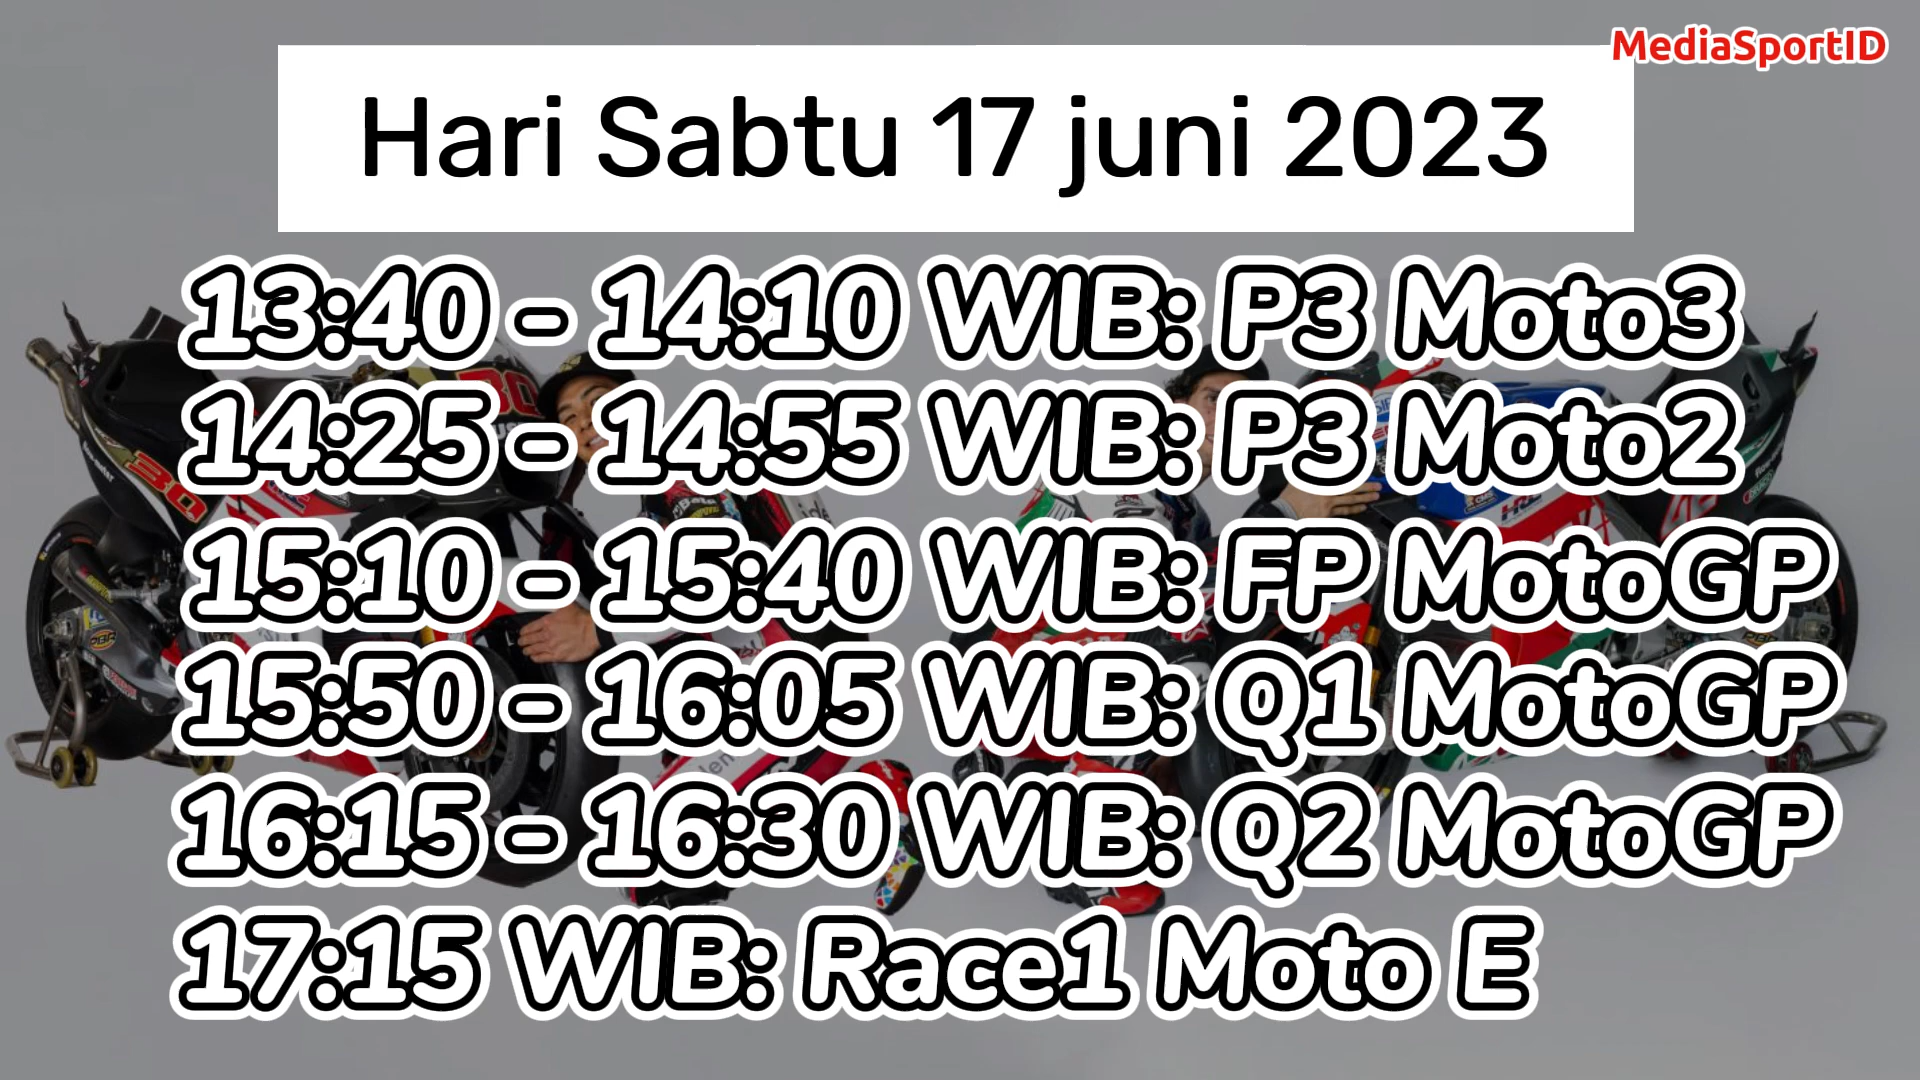 MediaSportID
Hari Sabtu 17 juni 2023
13:40 - 14:10 WIB: P3 Moto3
14:25 - 14:55 WIB: P3 Moto2
15:10 - 15:40 WIB: FP MotoGP
15:50 - 16:05 WIB: Q1 MotoGP
16:15 - 16:30 WIB: Q2 MotoGP
17:15 WIB: Race1 Moto E
30
30